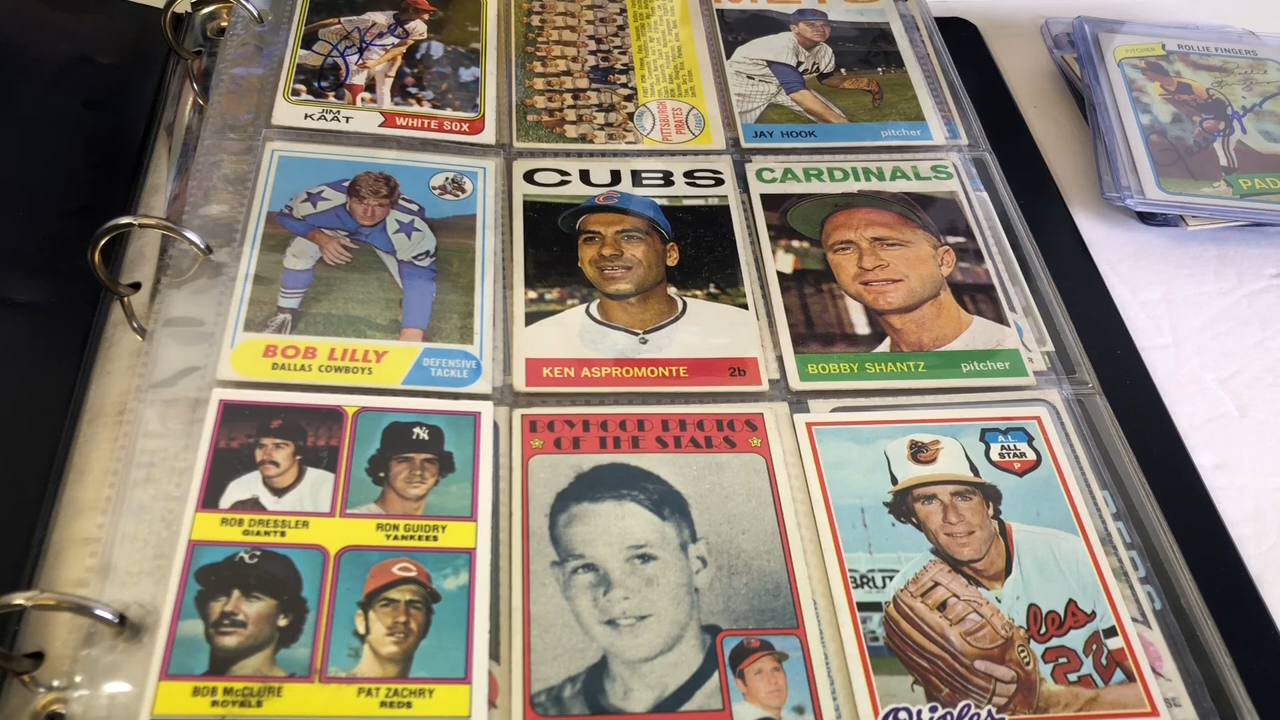 JIM
KAAT
WHITE SOX
PITTSBURGH
PIRATES
METS
JAY HOOK pitcher
PITCHER
ROLLIE FINGERS
PAD
BOB LILLY
DALLAS COWBOYS
DEFENSIVE
TACKLE
CUBS
KEN ASPROMONTE 2b
CARDINALS
BOBBY SHANTZ pitcher
ROB DRESSLER
GIANTS
RON GUIDRY
YANKEES
BOB McCLURE
ROYALS
PAT ZACHRY
REDS
BOYHOOD PHOTOS
OF THE STARS
A.L.
ALL
STAR
P
BRUT
les
22
Orioles